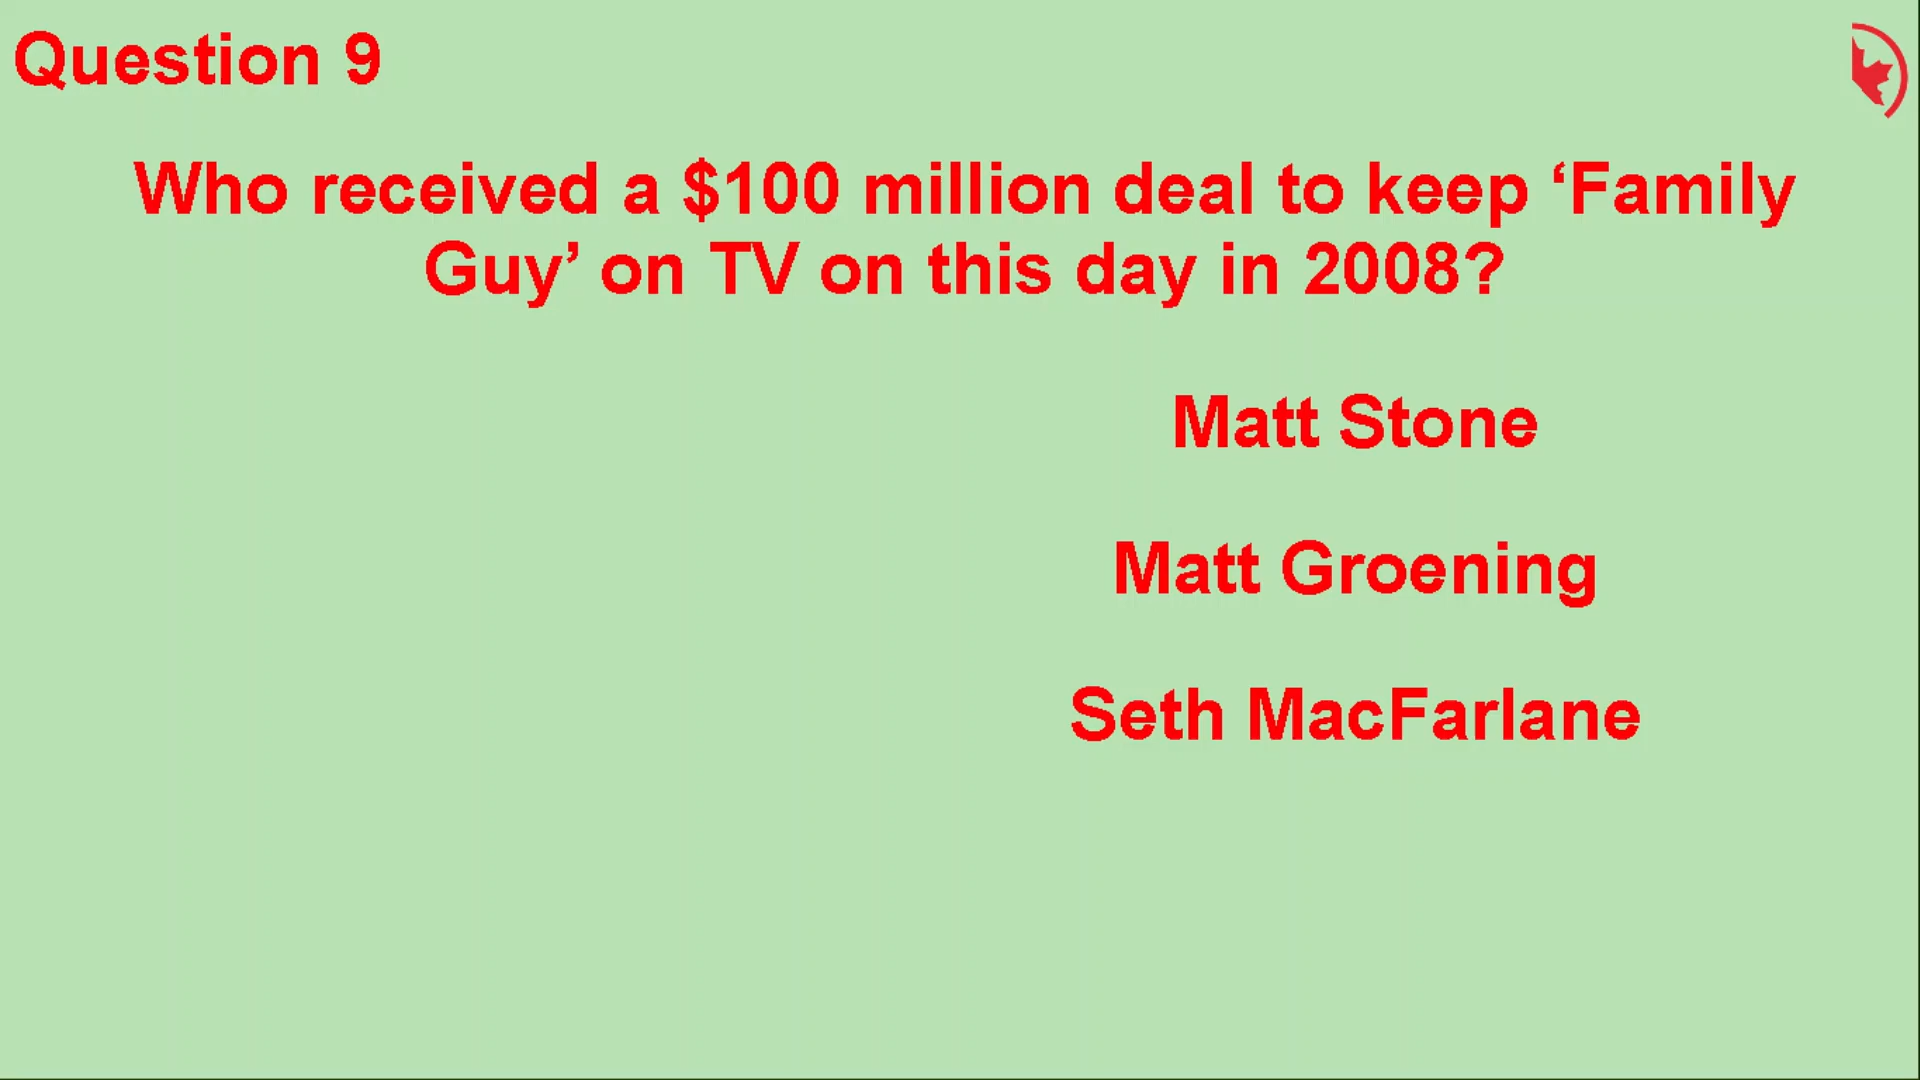 Question 9
Who received a $100 million deal to keep ‘Family
Guy’ on TV on this day in 2008?
Matt Stone
Matt Groening
Seth MacFarlane